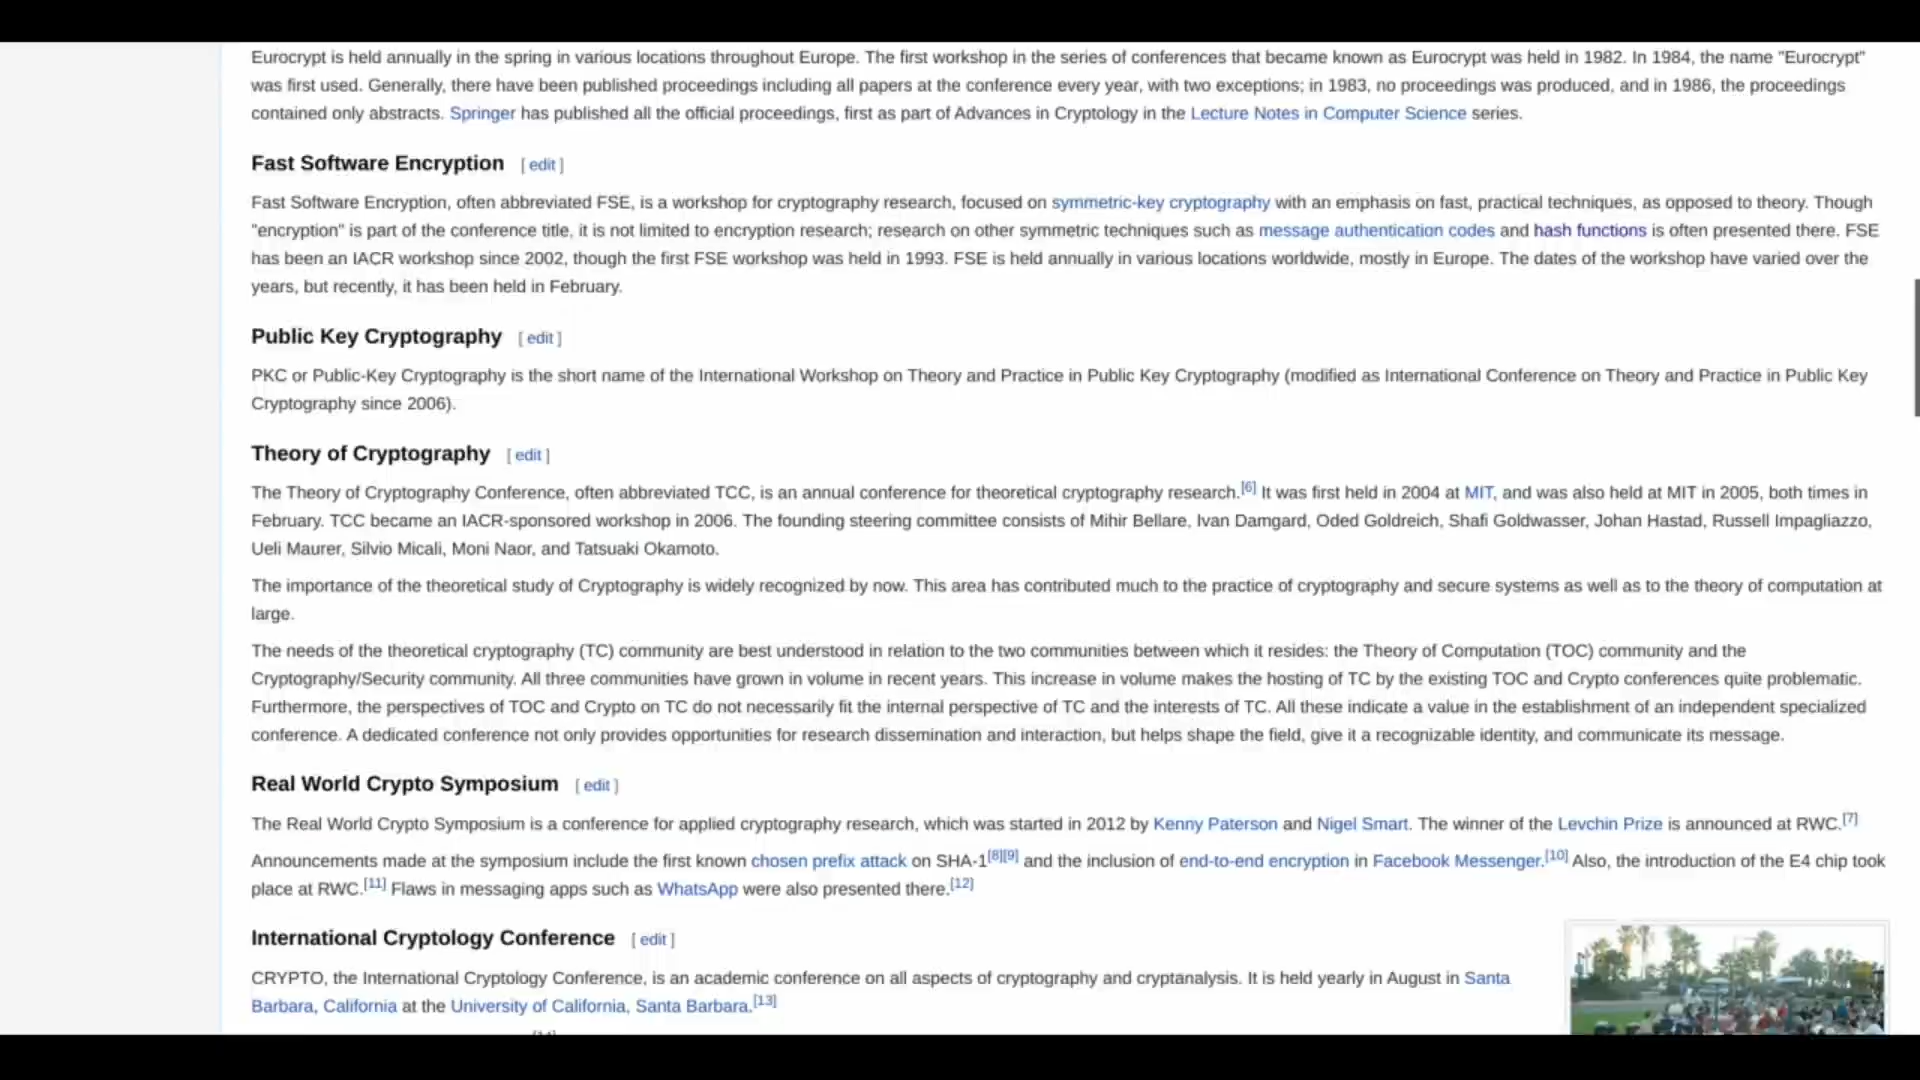 Eurocrypt is held annually in the spring in various locations throughout Europe. The first workshop in the series of conferences that became known as Eurocrypt was held in 1982. In 1984, the name "Eurocrypt"
was first used. Generally, there have been published proceedings including all papers at the conference every year, with two exceptions; in 1983, no proceedings was produced, and in 1986, the proceedings
contained only abstracts. Springer has published all the official proceedings, first as part of Advances in Cryptology in the Lecture Notes in Computer Science series.
Fast Software Encryption [ edit ]
Fast Software Encryption, often abbreviated FSE, is a workshop for cryptography research, focused on symmetric-key cryptography with an emphasis on fast, practical techniques, as opposed to theory. Though
"encryption" is part of the conference title, it is not limited to encryption research; research on other symmetric techniques such as message authentication codes and hash functions is often presented there. FSE
has been an IACR workshop since 2002, though the first FSE workshop was held in 1993. FSE is held annually in various locations worldwide, mostly in Europe. The dates of the workshop have varied over the
years, but recently, it has been held in February.
Public Key Cryptography [ edit ]
PKC or Public-Key Cryptography is the short name of the International Workshop on Theory and Practice in Public Key Cryptography (modified as International Conference on Theory and Practice in Public Key
Cryptography since 2006).
Theory of Cryptography [ edit ]
The Theory of Cryptography Conference, often abbreviated TCC, is an annual conference for theoretical cryptography research.[6] It was first held in 2004 at MIT, and was also held at MIT in 2005, both times in
February. TCC became an IACR-sponsored workshop in 2006. The founding steering committee consists of Mihir Bellare, Ivan Damgard, Oded Goldreich, Shafi Goldwasser, Johan Hastad, Russell Impagliazzo,
Ueli Maurer, Silvio Micali, Moni Naor, and Tatsuaki Okamoto.
The importance of the theoretical study of Cryptography is widely recognized by now. This area has contributed much to the practice of cryptography and secure systems as well as to the theory of computation at
large.
The needs of the theoretical cryptography (TC) community are best understood in relation to the two communities between which it resides: the Theory of Computation (TOC) community and the
Cryptography/Security community. All three communities have grown in volume in recent years. This increase in volume makes the hosting of TC by the existing TOC and Crypto conferences quite problematic.
Furthermore, the perspectives of TOC and Crypto on TC do not necessarily fit the internal perspective of TC and the interests of TC. All these indicate a value in the establishment of an independent specialized
conference. A dedicated conference not only provides opportunities for research dissemination and interaction, but helps shape the field, give it a recognizable identity, and communicate its message.
Real World Crypto Symposium [ edit ]
The Real World Crypto Symposium is a conference for applied cryptography research, which was started in 2012 by Kenny Paterson and Nigel Smart. The winner of the Levchin Prize is announced at RWC.[7]
Announcements made at the symposium include the first known chosen prefix attack on SHA-1[8][9] and the inclusion of end-to-end encryption in Facebook Messenger.[10] Also, the introduction of the E4 chip took
place at RWC.[11] Flaws in messaging apps such as WhatsApp were also presented there.[12]
International Cryptology Conference [ edit ]
CRYPTO, the International Cryptology Conference, is an academic conference on all aspects of cryptography and cryptanalysis. It is held yearly in August in Santa
Barbara, California at the University of California, Santa Barbara.[13]